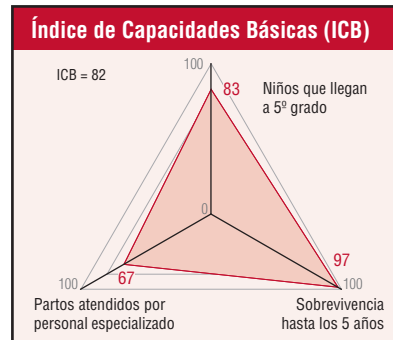 Índice de Capacidades Básicas (ICB)
ICB = 82
100
83
Niños que llegan
a 5º grado
0
97
67
100
100
Partos atendidos por
personal especializado
Sobrevivencia
hasta los 5 años